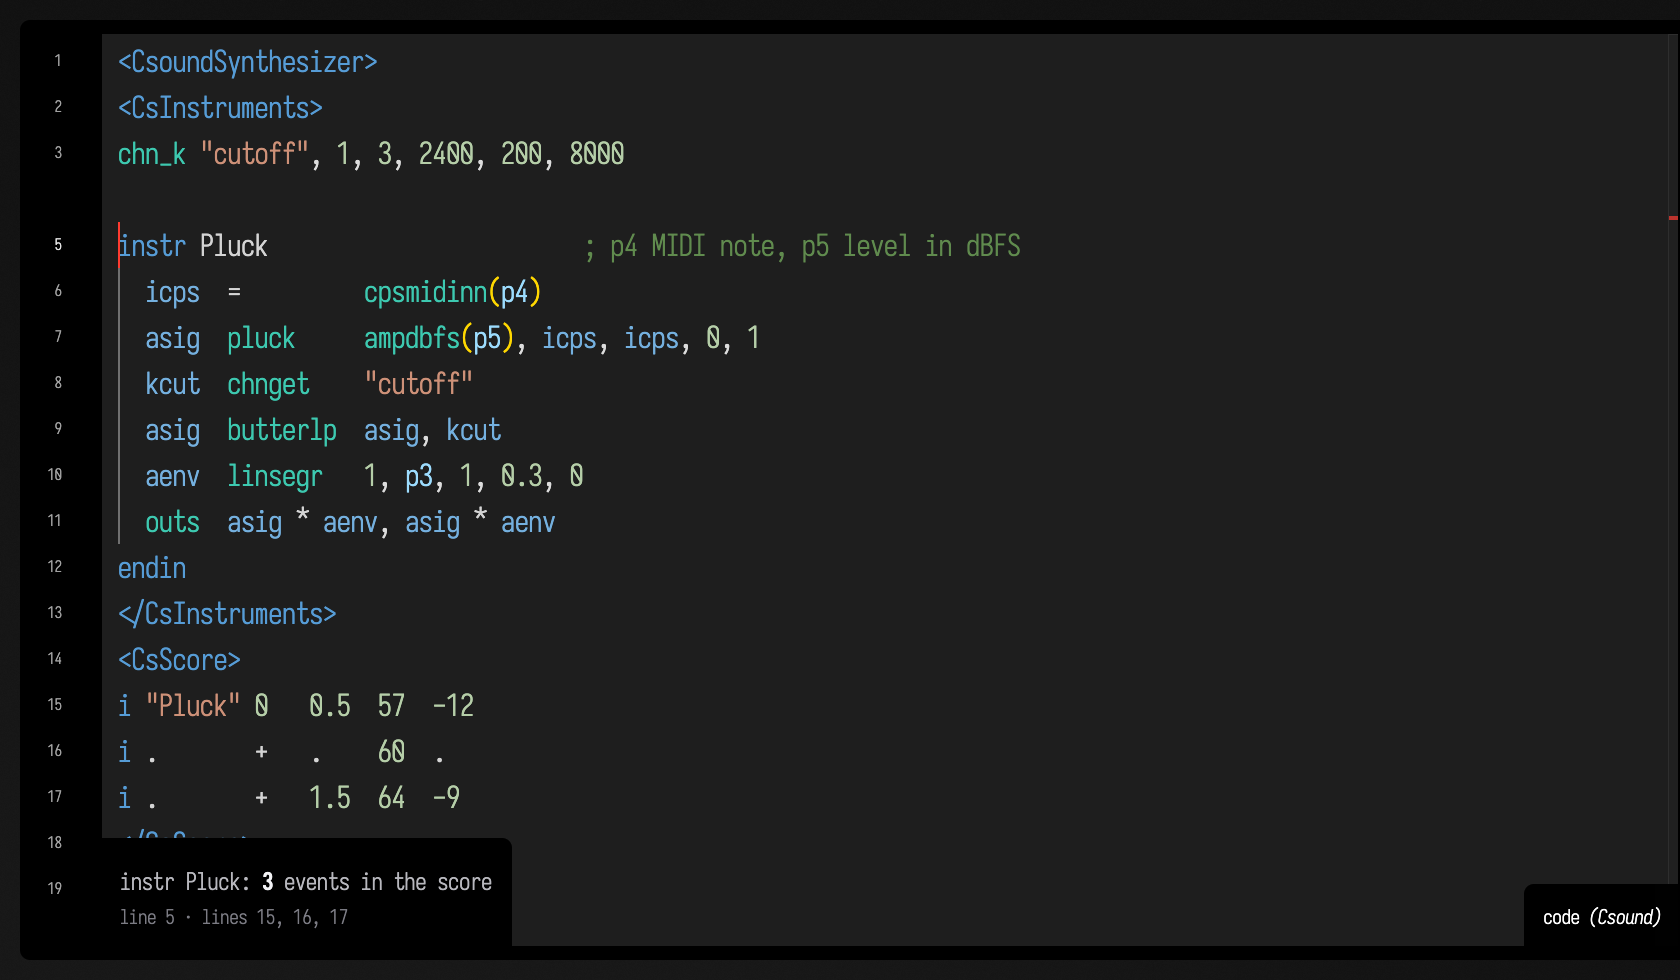 1 <CsoundSynthesizer>
2 <CsInstruments>
3 chn_k "cutoff", 1, 3, 2400, 200, 8000
5 instr Pluck ; p4 MIDI note, p5 level in dBFS
6 icps = cpsmidinn(p4)
7 asig pluck ampdbfs(p5), icps, icps, 0, 1
8 kcut chnget "cutoff"
9 asig butterlp asig, kcut
10 aenv linsegr 1, p3, 1, 0.3, 0
11 outs asig * aenv, asig * aenv
12 endin
13 </CsInstruments>
14 <CsScore>
15 i "Pluck" 0 0.5 57 -12
16 i . + . 60 .
17 i . + 1.5 64 -9
18
19
instr Pluck: 3 events in the score
line 5 · lines 15, 16, 17
code (Csound)